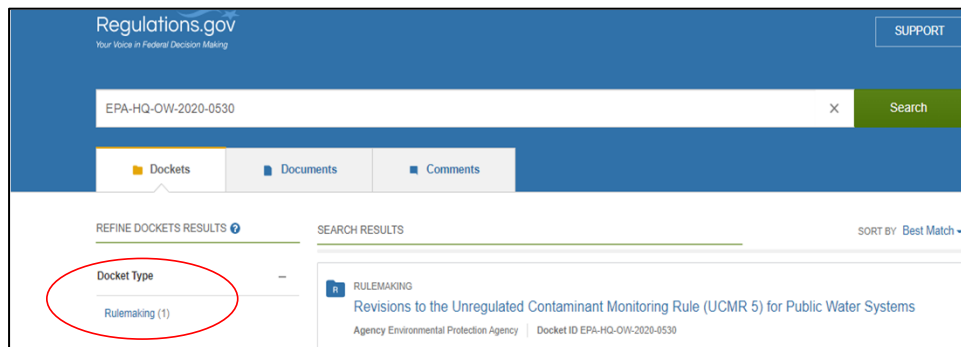 Regulations.gov
Your Voice in Federal Decision Making
SUPPORT
EPA-HQ-OW-2020-0530
Search
Dockets
Documents
Comments
REFINE DOCKETS RESULTS
SEARCH RESULTS
SORT BY Best Match
Docket Type
Rulemaking (1)
R
RULEMAKING
Revisions to the Unregulated Contaminant Monitoring Rule (UCMR 5) for Public Water Systems
Agency Environmental Protection Agency Docket ID EPA-HQ-OW-2020-0530